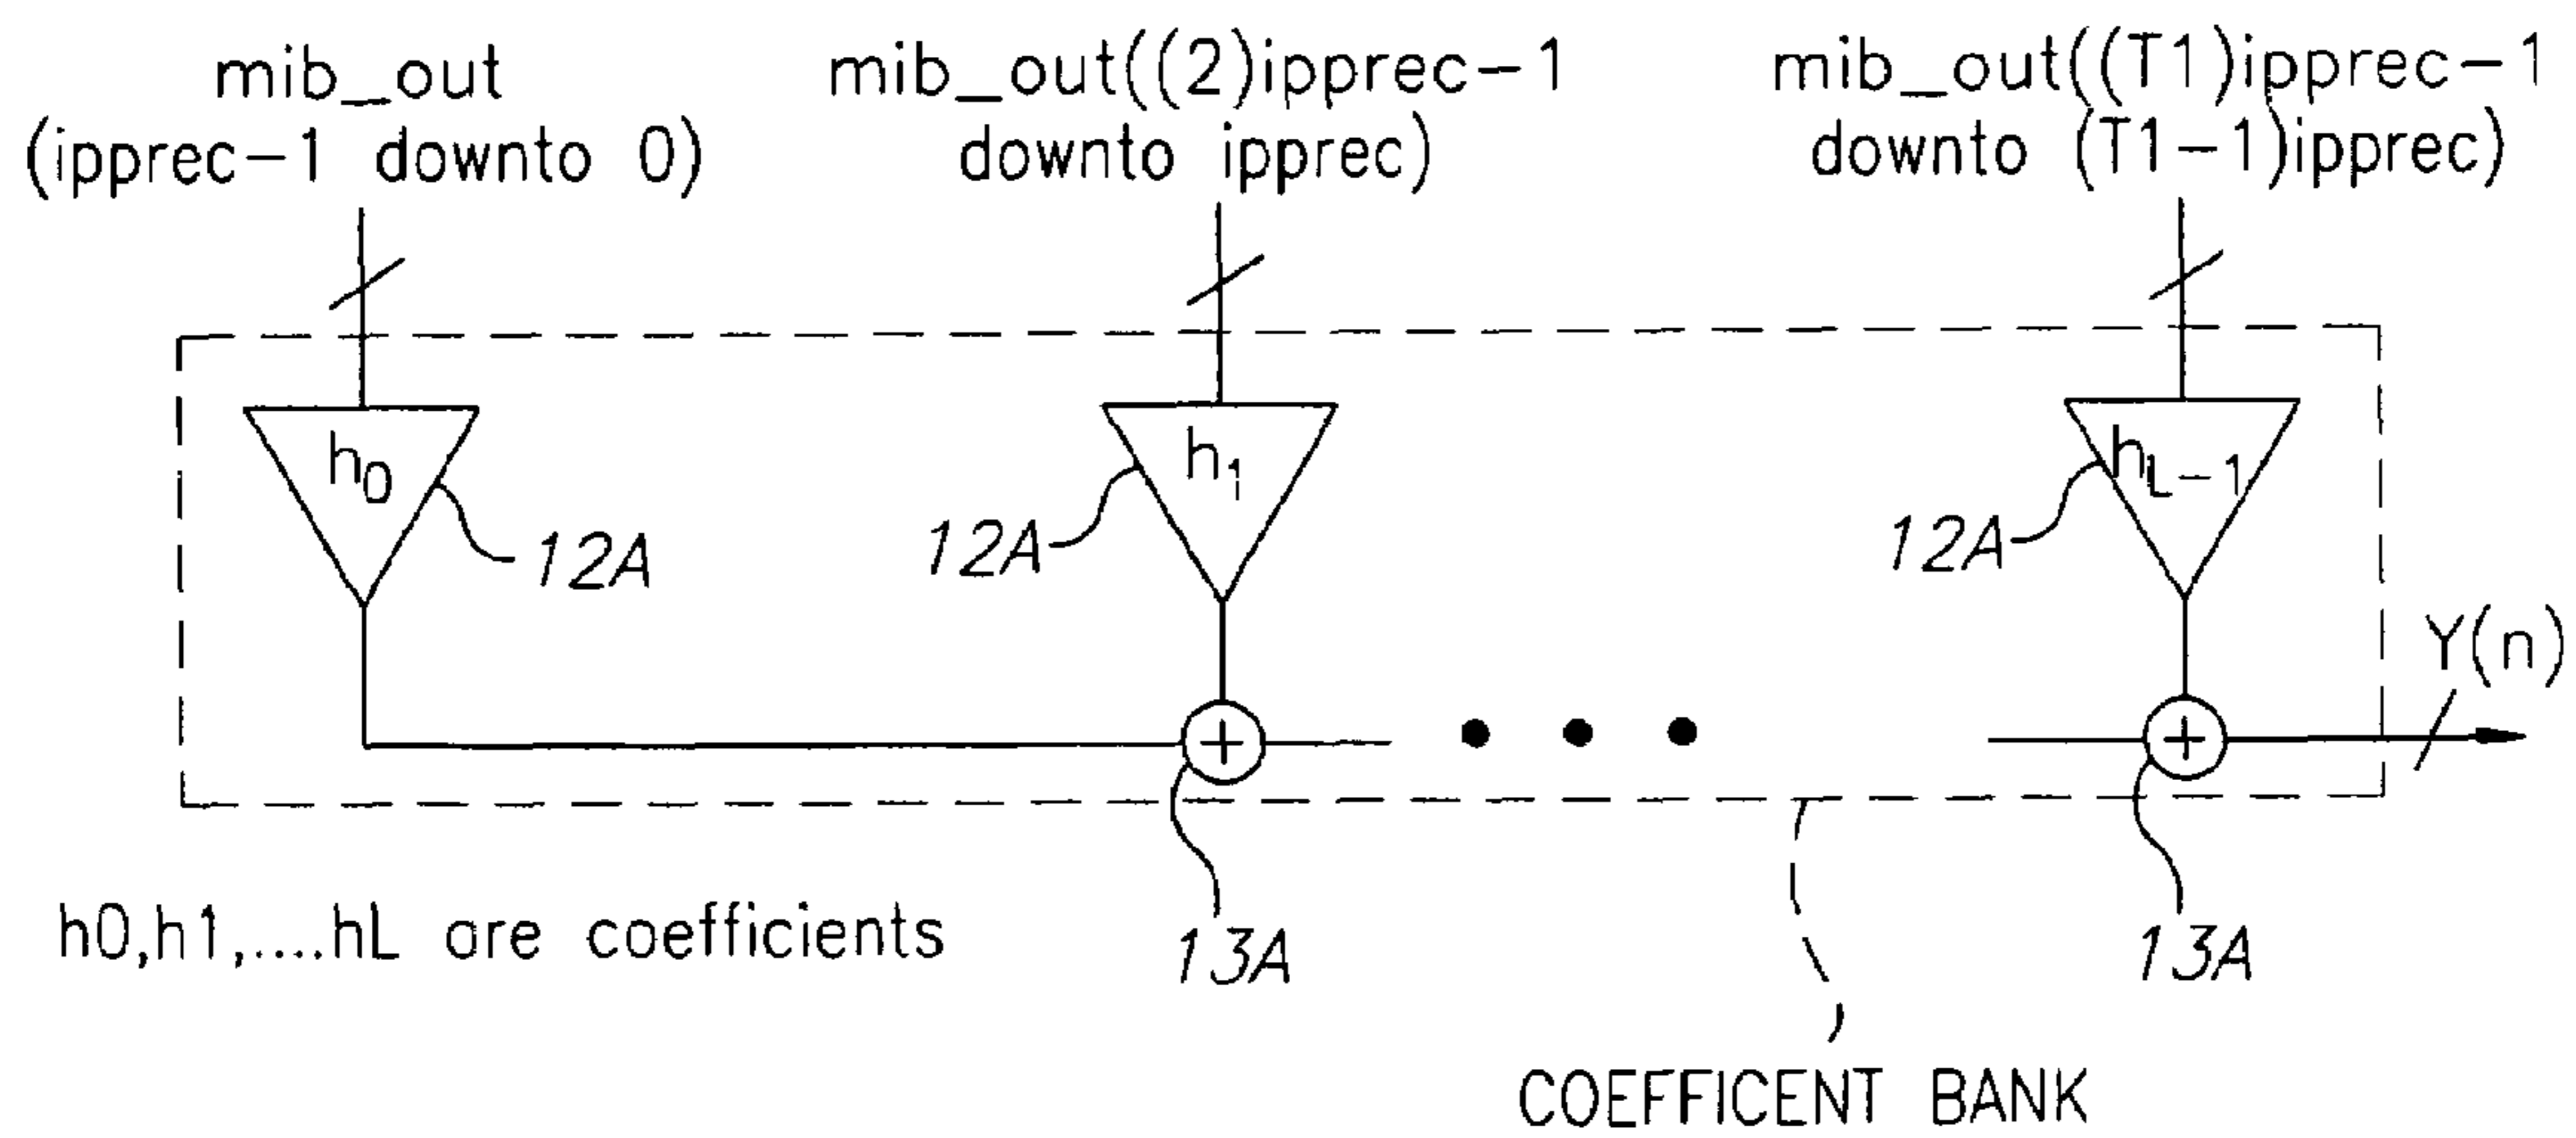 mib_out
(ipprec-1 downto 0)
mib_out((2)ipprec-1
downto ipprec)
mib_out((T1)ipprec-1
downto (T1-1)ipprec)
h0
h1
hL-1
12A
12A
12A
Y(n)
+
+
h0,h1,....hL are coefficients
13A
13A
COEFFICENT BANK